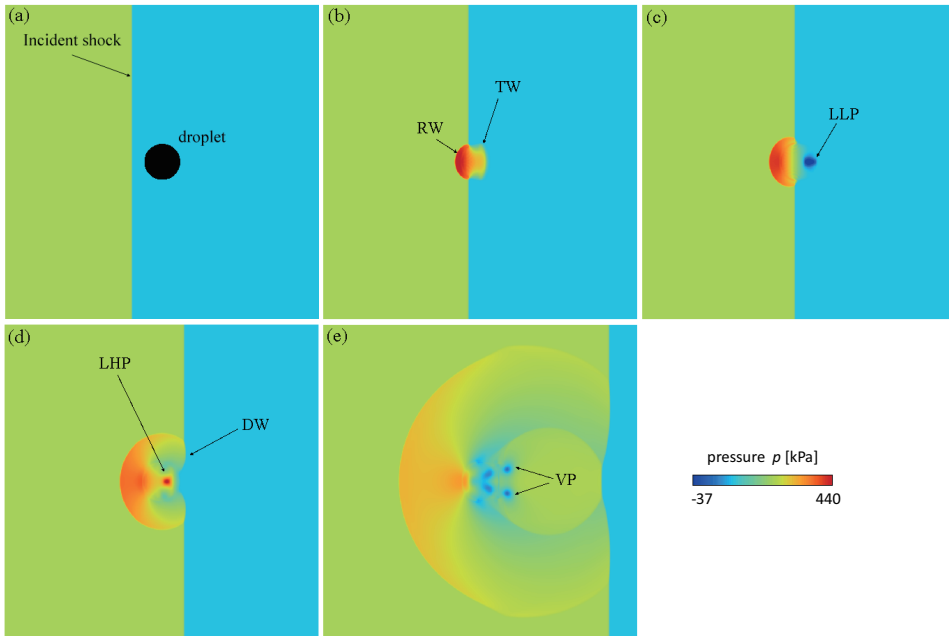 (a)
Incident shock
droplet
(b)
TW
RW
(c)
LLP
(d)
LHP
DW
(e)
VP
pressure p [kPa]
-37
440